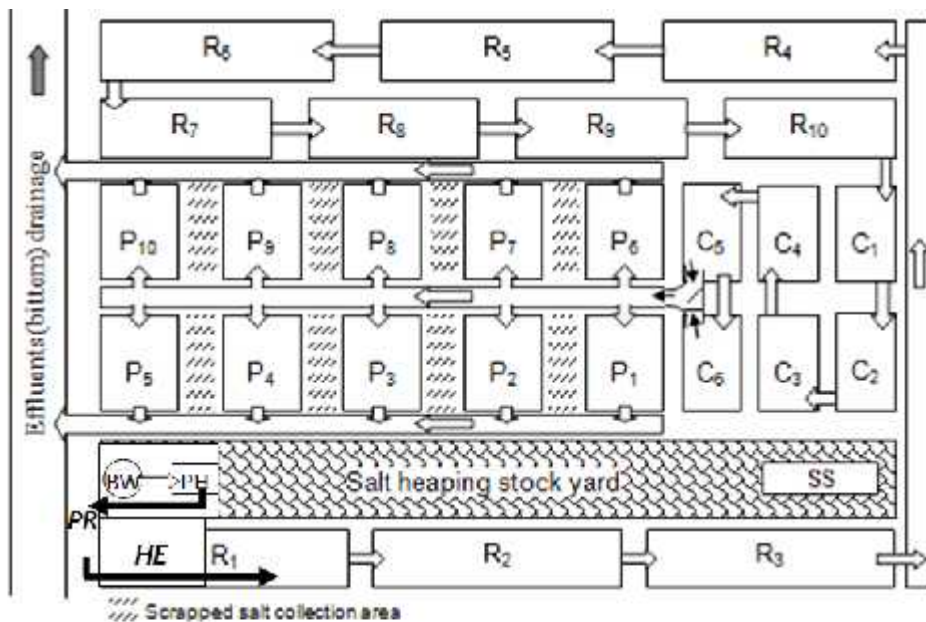 R6
R5
R4
R7
R8
R9
R10
Effluents(bittern) drainage
P10
P9
P8
P7
P6
C5
C4
C1
P5
P4
P3
P2
P1
C6
C3
C2
BW
PH
Salt heaping stock yard
SS
PR
HE
R1
R2
R3
Scrapped salt collection area